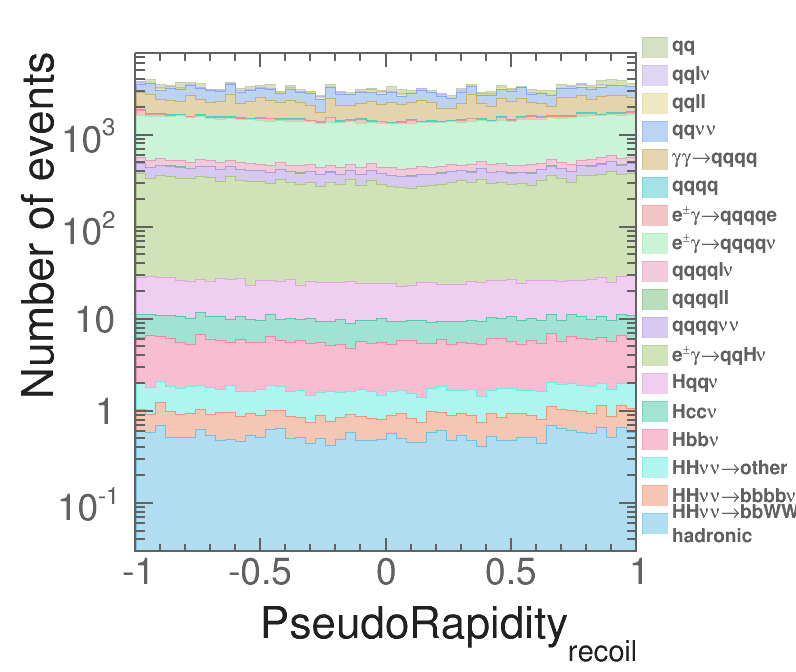 Number of events
10³
10²
10
1
10⁻¹
-1 -0.5 0 0.5 1
PseudoRapidity recoil
qq
qqlν
qqll
qqνν
γγ→qqqq
qqqq
e±γ→qqqqe
e±γ→qqqqν
qqqqlν
qqqqll
qqqqνν
e±γ→qqHν
Hqqν
Hccν
Hbbν
HHνν→other
HHνν→bbbbν
HHνν→bbWW
hadronic